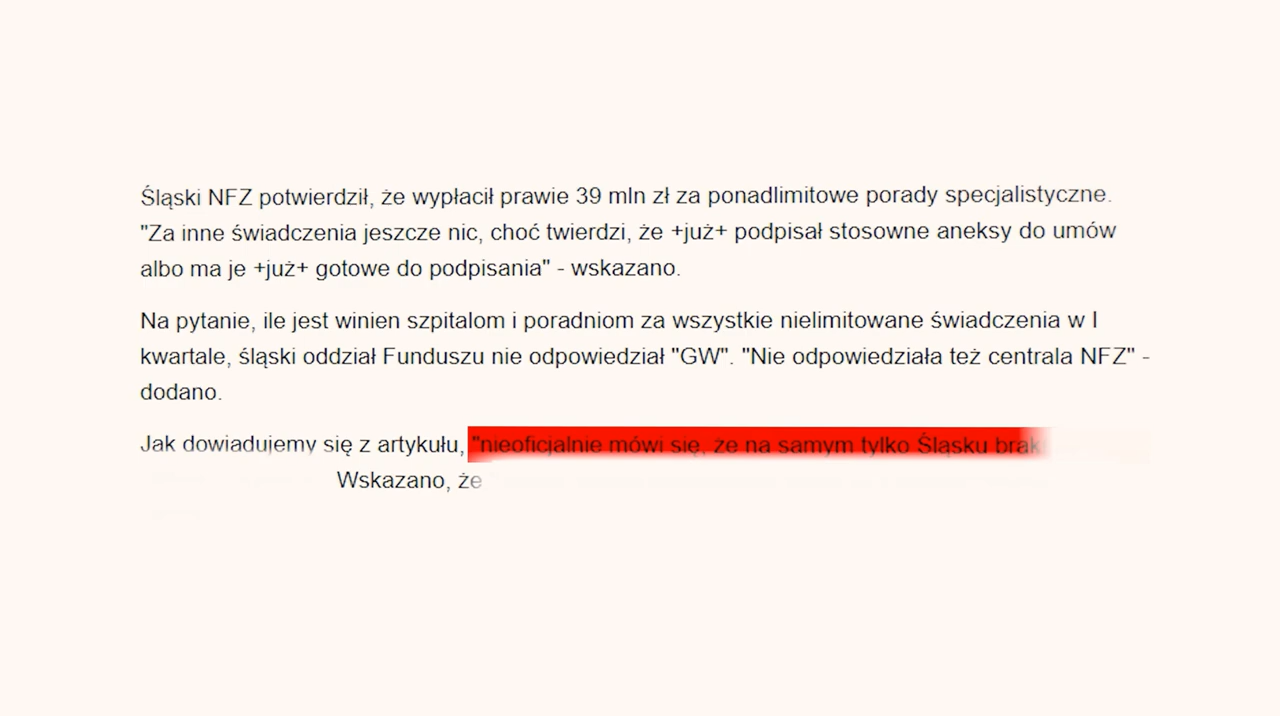 Śląski NFZ potwierdził, że wypłacił prawie 39 mln zł za ponadlimitowe porady specjalistyczne.
"Za inne świadczenia jeszcze nic, choć twierdzi, że +już+ podpisał stosowne aneksy do umów
albo ma je +już+ gotowe do podpisania" - wskazano.
Na pytanie, ile jest winien szpitalom i poradniom za wszystkie nielimitowane świadczenia w I
kwartale, śląski oddział Funduszu nie odpowiedział "GW". "Nie odpowiedziała też centrala NFZ" -
dodano.
Jak dowiadujemy się z artykułu, "nieoficjalnie mówi się, że na samym tylko Śląsku brak
Wskazano, że